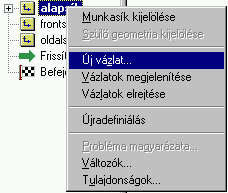 alapsík
Munkasík kijelölése
fronts
Szülő geometria kijelölése
oldals
Új vázlat...
Frissít
Vázlatok megjelenítése
Befeje
Vázlatok elrejtése
Újradefiniálás
Probléma magyarázata...
Változók...
Tulajdonságok...